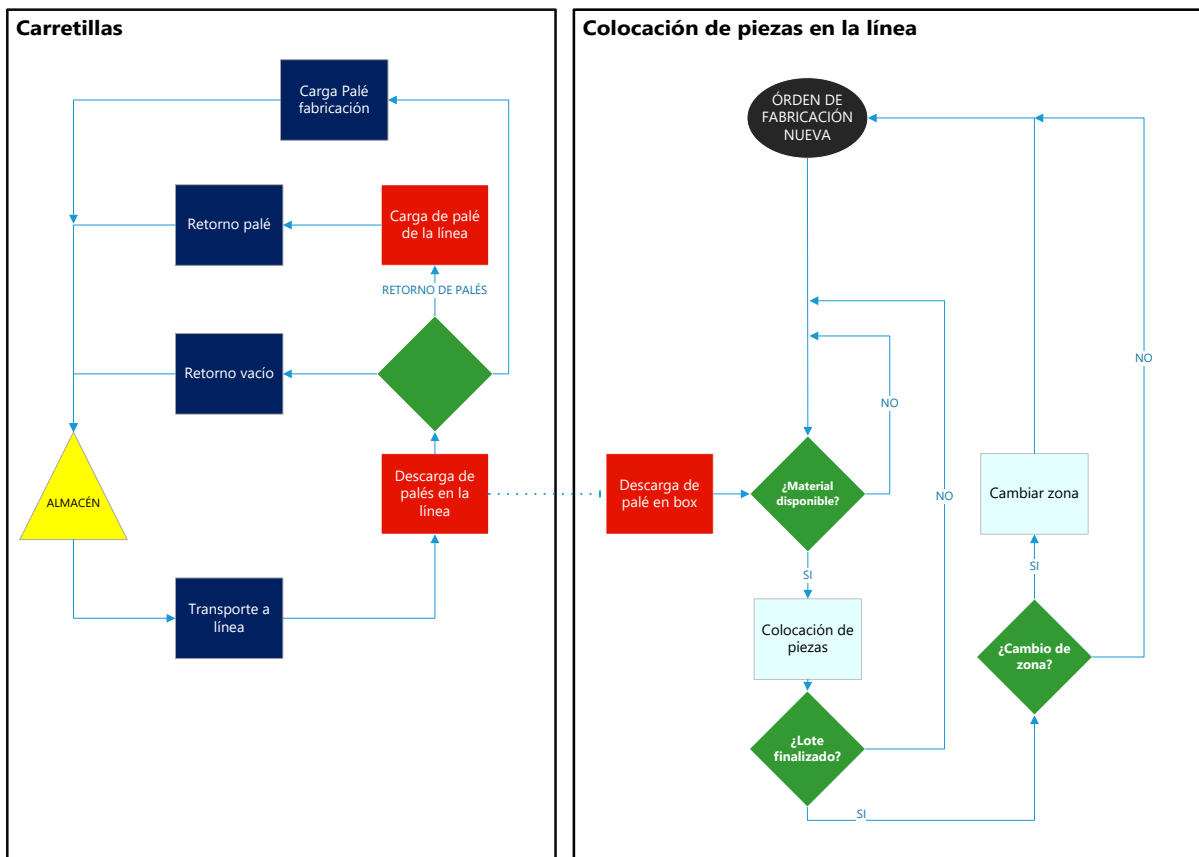 Carretillas
Carga Palé
fabricación
Retorno palé
Carga de palé
de la línea
RETORNO DE PALÉS
Retorno vacío
ALMACÉN
Descarga de
palés en la
línea
Transporte a
línea
Colocación de piezas en la línea
ÓRDEN DE
FABRICACIÓN
NUEVA
NO
NO
Descarga de
palé en box
¿Material
disponible?
NO
Cambiar zona
SI
SI
Colocación de
piezas
¿Cambio de
zona?
¿Lote
finalizado?
SI